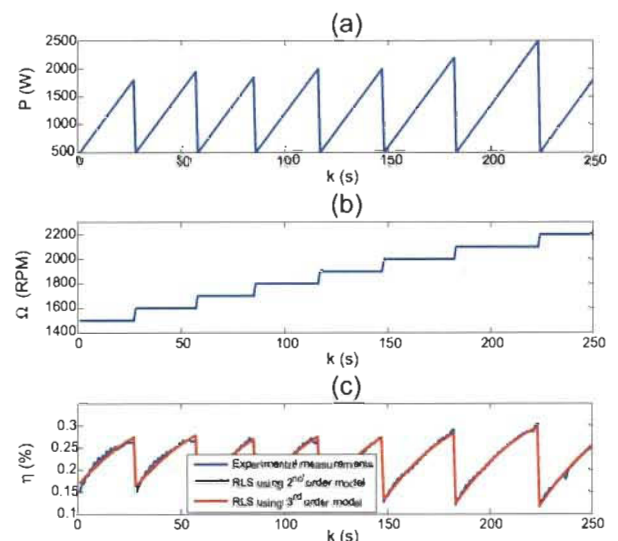 (a)
P (W)
2500
2000
1500
1000
500
0
50
100
150
200
250
k (s)
(b)
Ω (RPM)
2200
2000
1800
1600
1400
0
50
100
150
200
250
k (s)
(c)
η (%)
0.3
0.25
0.2
0.15
0.1
Experimental measurements
RLS using 2nd order model
RLS using 3rd order model
0
50
100
150
200
250
k (s)